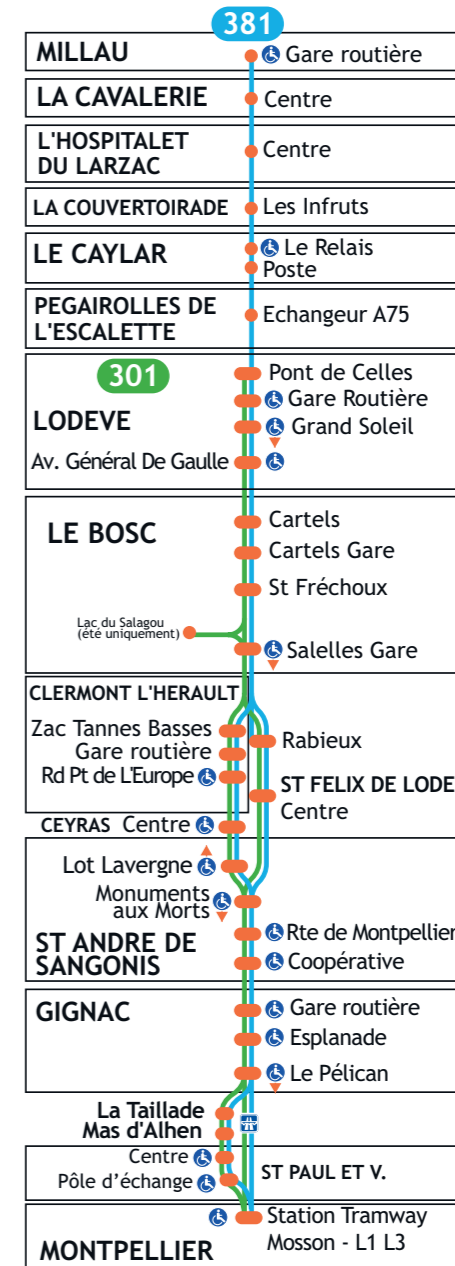 381
MILLAU
Gare routière
LA CAVALERIE
Centre
L'HOSPITALET
DU LARZAC
Centre
LA COUVERTOIRADE
Les Infruts
LE CAYLAR
Le Relais
Poste
PEGAIROLLES DE
L'ESCALETTE
Echangeur A75
301
LODEVE
Pont de Celles
Gare Routière
Grand Soleil
Av. Général De Gaulle
LE BOSC
Cartels
Cartels Gare
St Fréchoux
Lac du Salagou
(été uniquement)
Salelles Gare
CLERMONT L'HERAULT
Zac Tannes Basses
Gare routière
Rd Pt de L'Europe
Rabieux
ST FELIX DE LODE
Centre
CEYRAS Centre
Lot Lavergne
Monuments
aux Morts
ST ANDRE DE
SANGONIS
Rte de Montpellier
Coopérative
GIGNAC
Gare routière
Esplanade
Le Pélican
La Taillade
Mas d'Alhen
Centre
Pôle d'échange
ST PAUL ET V.
MONTPELLIER
Station Tramway
Mosson - L1 L3